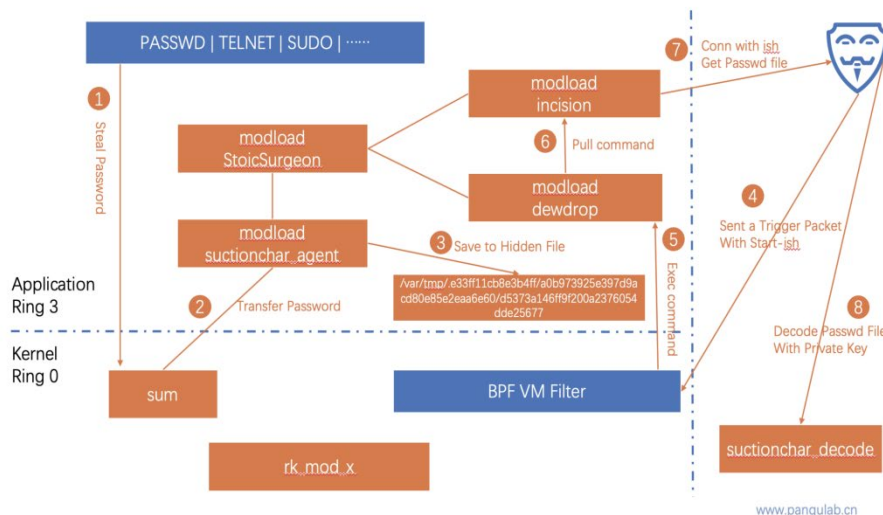 PASSWD | TELNET | SUDO | ······
1
Steal Password
modload
StoicSurgeon
modload
suctionchar_agent
modload
incision
6
Pull command
modload
dewdrop
7
Conn with ish
Get Passwd file
4
Sent a Trigger Packet
With Start-ish
3
Save to Hidden File
/var/tmp/.e33ff11cb8e3b4ff/a0b973925e397d9a
cd80e85e2eaa6e60/d5373a146ff9f200a2376054
dde25677
5
Exec command
Application
Ring 3
2
Transfer Password
Kernel
Ring 0
sum
BPF VM Filter
8
Decode Passwd File
With Private Key
rk_mod_x
suctionchar_decode
www.pangulab.cn